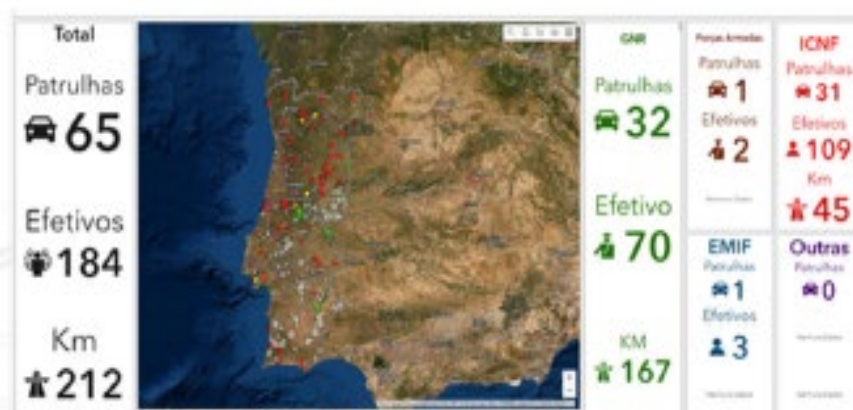 Total
Patrulhas
65
Efetivos
184
Km
212
GNR
Patrulhas
32
Efetivo
70
KM
167
Forças Armadas
Patrulhas
1
Efetivos
2
ICNF
Patrulhas
31
Efetivos
109
Km
45
EMIF
Patrulhas
1
Efetivos
3
Outras
Patrulhas
0